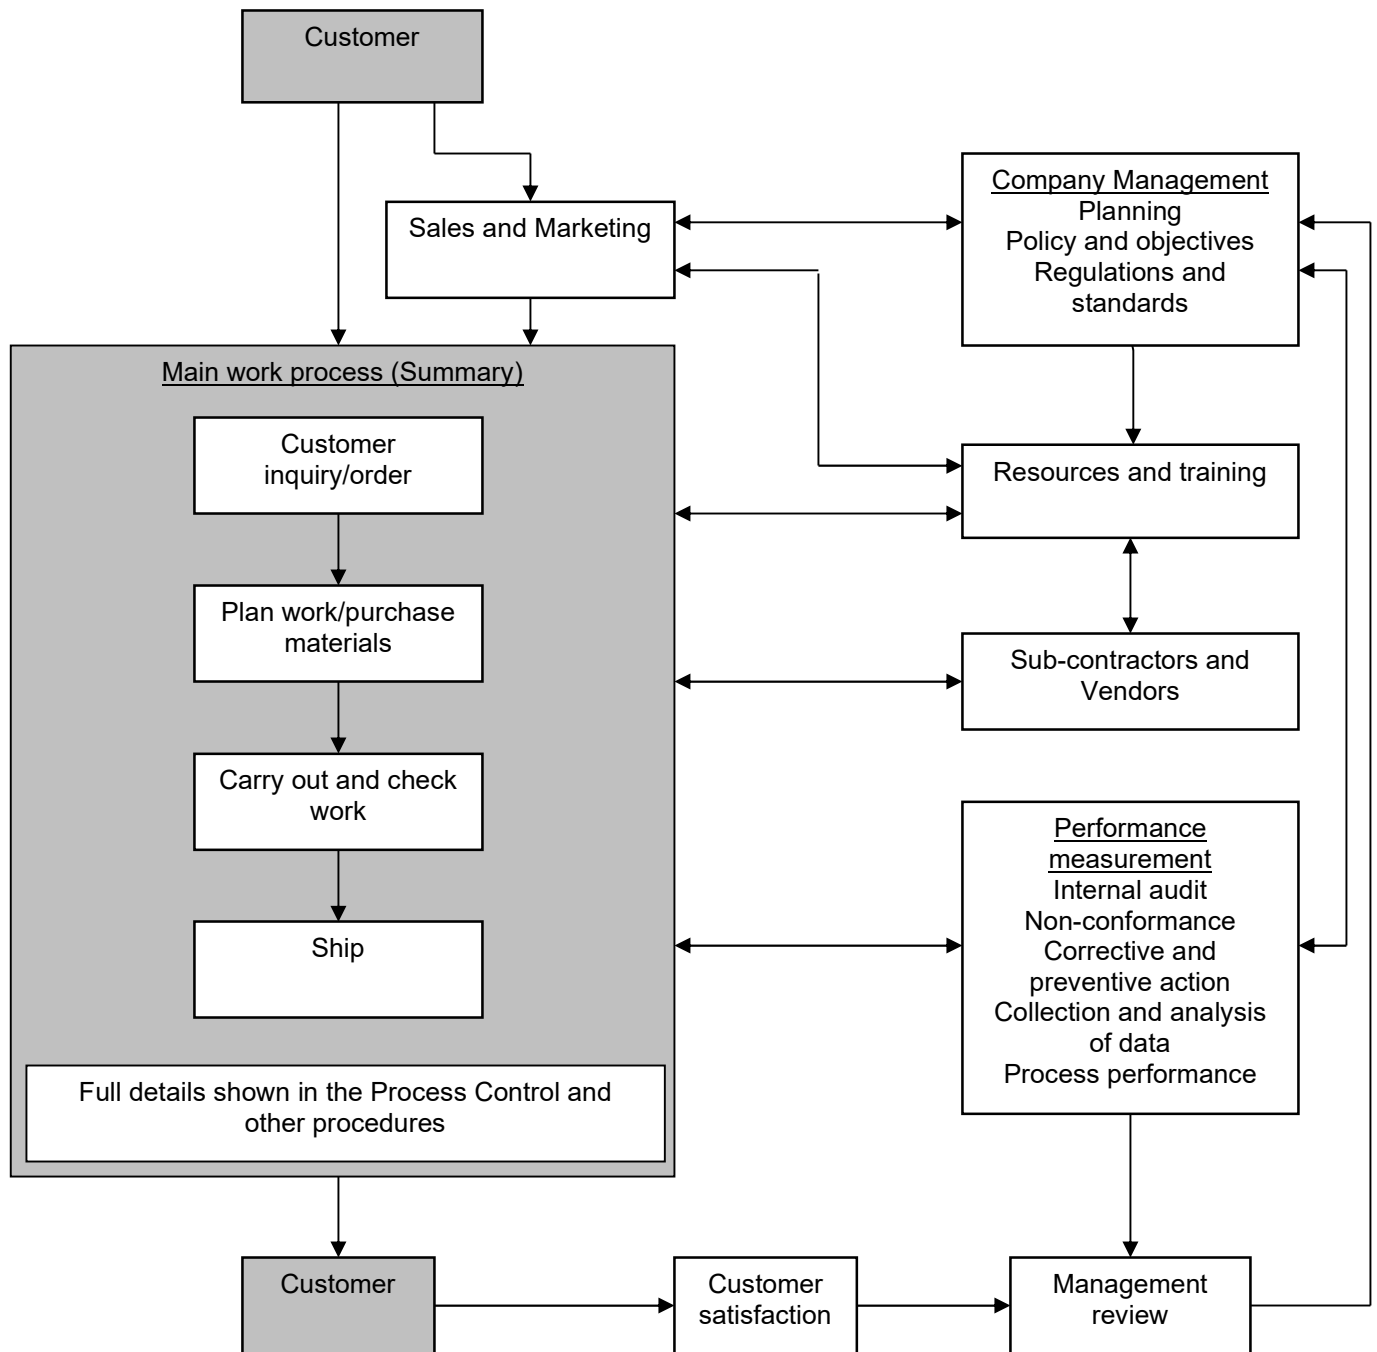 Customer
Sales and Marketing
Company Management
Planning
Policy and objectives
Regulations and
standards
Main work process (Summary)
Customer
inquiry/order
Resources and training
Plan work/purchase
materials
Sub-contractors and
Vendors
Carry out and check
work
Performance
measurement
Internal audit
Non-conformance
Corrective and
preventive action
Collection and analysis
of data
Process performance
Ship
Full details shown in the Process Control and
other procedures
Customer
Customer
satisfaction
Management
review